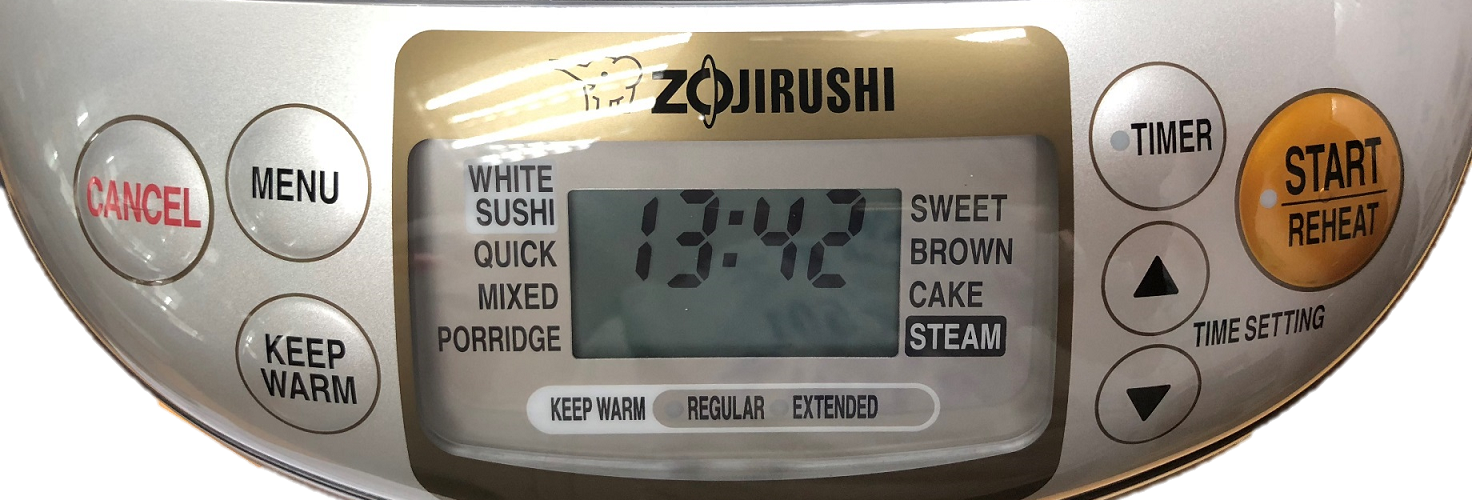 ZOJIRUSHI
CANCEL
MENU
KEEP
WARM
WHITE
SUSHI
QUICK
MIXED
PORRIDGE
13:42
SWEET
BROWN
CAKE
STEAM
KEEP WARM REGULAR EXTENDED
TIMER
START
REHEAT
TIME SETTING